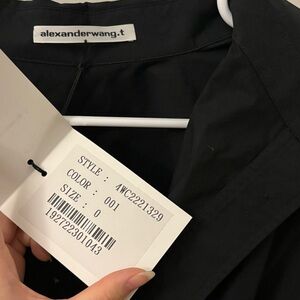 alexanderwang.t
STYLE : 4WC2221329
COLOR : 001
SIZE : 0
192722301043